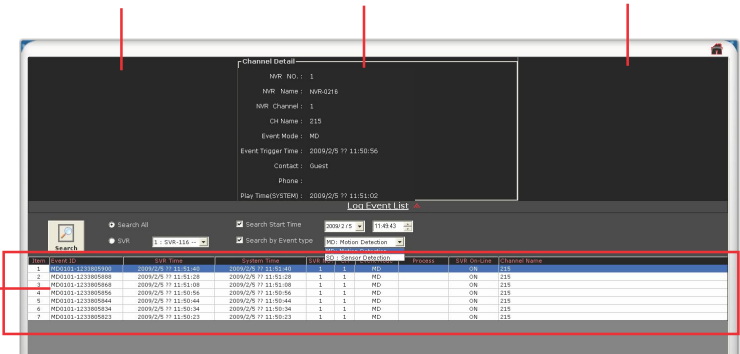 Channel Detail
NVR NO. : 1
NVR Name : NVR-0216
NVR Channel : 1
CH Name : 215
Event Mode : MD
Event Trigger Time : 2009/2/5 ?? 11:50:56
Contact : Guest
Phone :
Play Time(SYSTEM) : 2009/2/5 ?? 11:51:02
Log Event List
Search
Search All
SVR
1 : SVR-116 --
Search Start Time
2009/2/5
11:49:43
Search by Event type
MD: Motion Detection
MD: Motion Detection
SD : Sensor Detection
Item Event ID SVR Time System Time SVR Process SVR On-Line Channel Name
1 MD0101-1233805900 2009/2/5 ?? 11:51:40 2009/2/5 ?? 11:51:40 1 1 MD ON 215
2 MD0101-1233805888 2009/2/5 ?? 11:51:28 2009/2/5 ?? 11:51:28 1 1 MD ON 215
3 MD0101-1233805868 2009/2/5 ?? 11:51:08 2009/2/5 ?? 11:51:08 1 1 MD ON 215
4 MD0101-1233805856 2009/2/5 ?? 11:50:56 2009/2/5 ?? 11:50:56 1 1 MD ON 215
5 MD0101-1233805844 2009/2/5 ?? 11:50:44 2009/2/5 ?? 11:50:44 1 1 MD ON 215
6 MD0101-1233805834 2009/2/5 ?? 11:50:34 2009/2/5 ?? 11:50:34 1 1 MD ON 215
7 MD0101-1233805823 2009/2/5 ?? 11:50:23 2009/2/5 ?? 11:50:23 1 1 MD ON 215